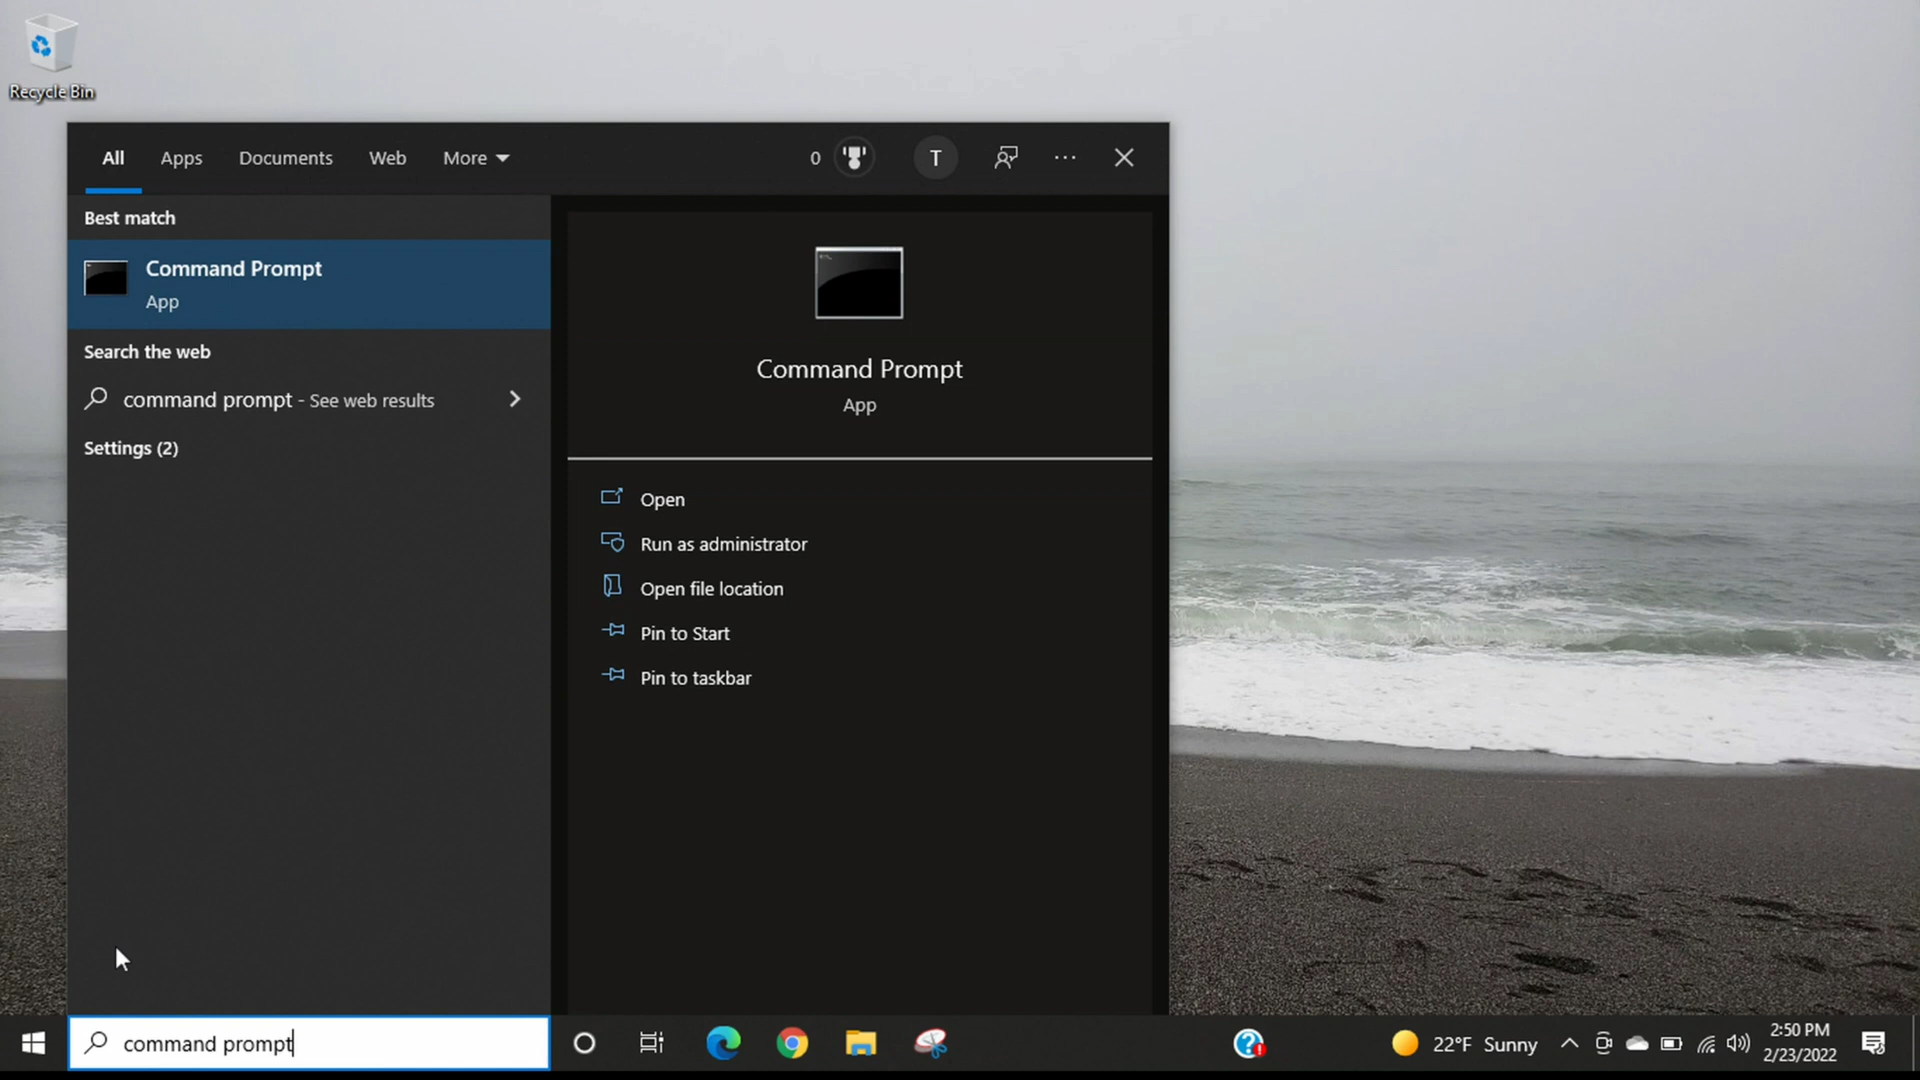 Recycle Bin
All Apps Documents Web More 0 T
Best match
Command Prompt
App
Search the web
command prompt - See web results
Settings (2)
Command Prompt
App
Open
Run as administrator
Open file location
Pin to Start
Pin to taskbar
command prompt
22°F Sunny
2:50 PM
2/23/2022